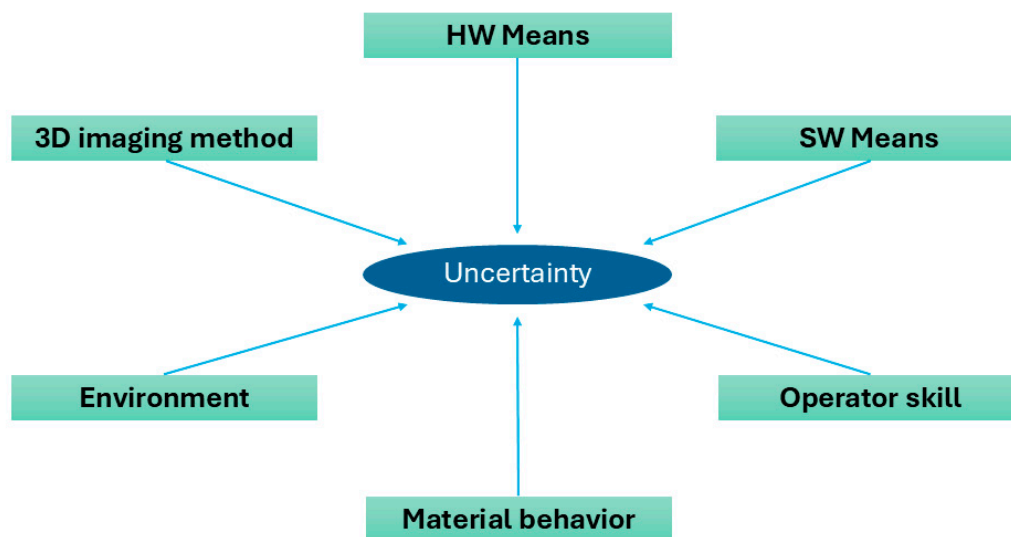 HW Means
3D imaging method
SW Means
Uncertainty
Environment
Operator skill
Material behavior